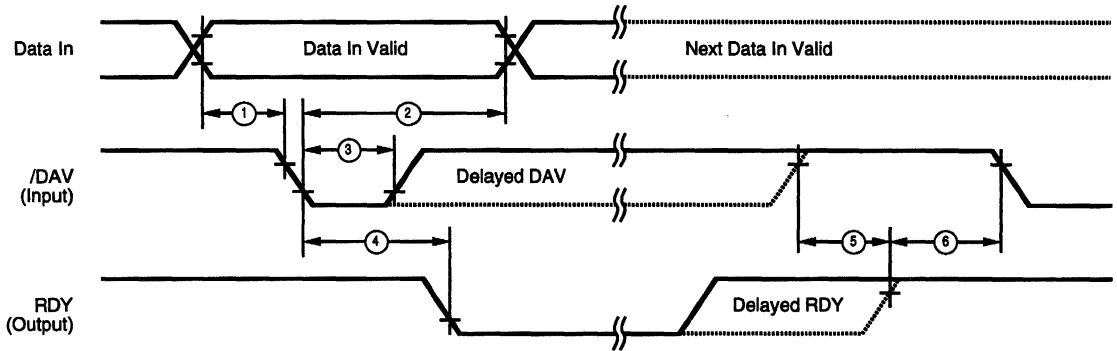 Data In
Data In Valid
Next Data In Valid
1
2
3
/DAV
(Input)
Delayed DAV
4
5
6
RDY
(Output)
Delayed RDY